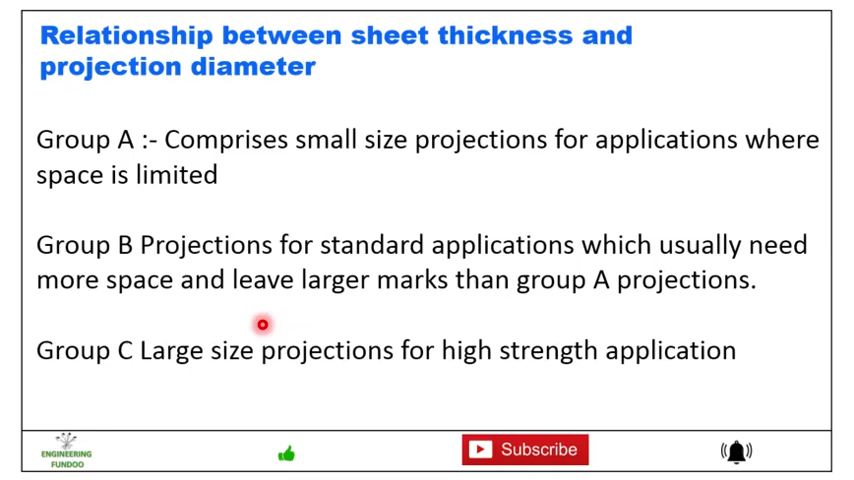 Relationship between sheet thickness and
projection diameter
Group A :- Comprises small size projections for applications where
space is limited
Group B Projections for standard applications which usually need
more space and leave larger marks than group A projections.
Group C Large size projections for high strength application
ENGINEERING
FUNDOO
Subscribe